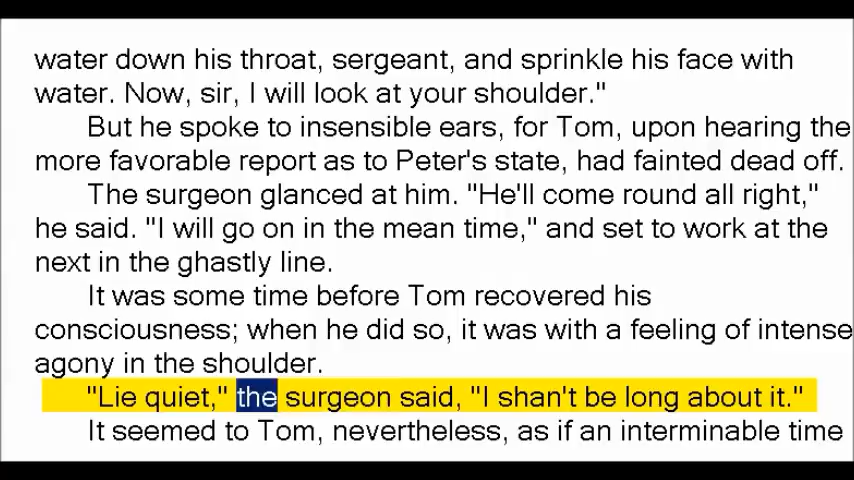 water down his throat, sergeant, and sprinkle his face with
water. Now, sir, I will look at your shoulder."
But he spoke to insensible ears, for Tom, upon hearing the
more favorable report as to Peter's state, had fainted dead off.
The surgeon glanced at him. "He'll come round all right,"
he said. "I will go on in the mean time," and set to work at the
next in the ghastly line.
It was some time before Tom recovered his
consciousness; when he did so, it was with a feeling of intense
agony in the shoulder.
"Lie quiet," the surgeon said, "I shan't be long about it."
It seemed to Tom, nevertheless, as if an interminable time